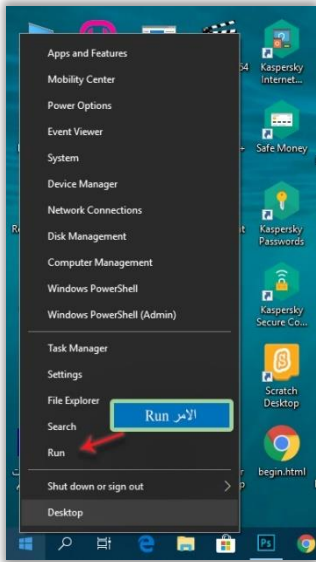 Apps and Features
Mobility Center
Power Options
Event Viewer
System
Device Manager
Network Connections
Disk Management
Computer Management
Windows PowerShell
Windows PowerShell (Admin)
Task Manager
Settings
File Explorer
Search
الامر Run
Run
Shut down or sign out
Desktop
64
Kaspersky
Internet...
Safe Money
Kaspersky
Passwords
Kaspersky
Secure Co...
Scratch
Desktop
begin.html
Ps